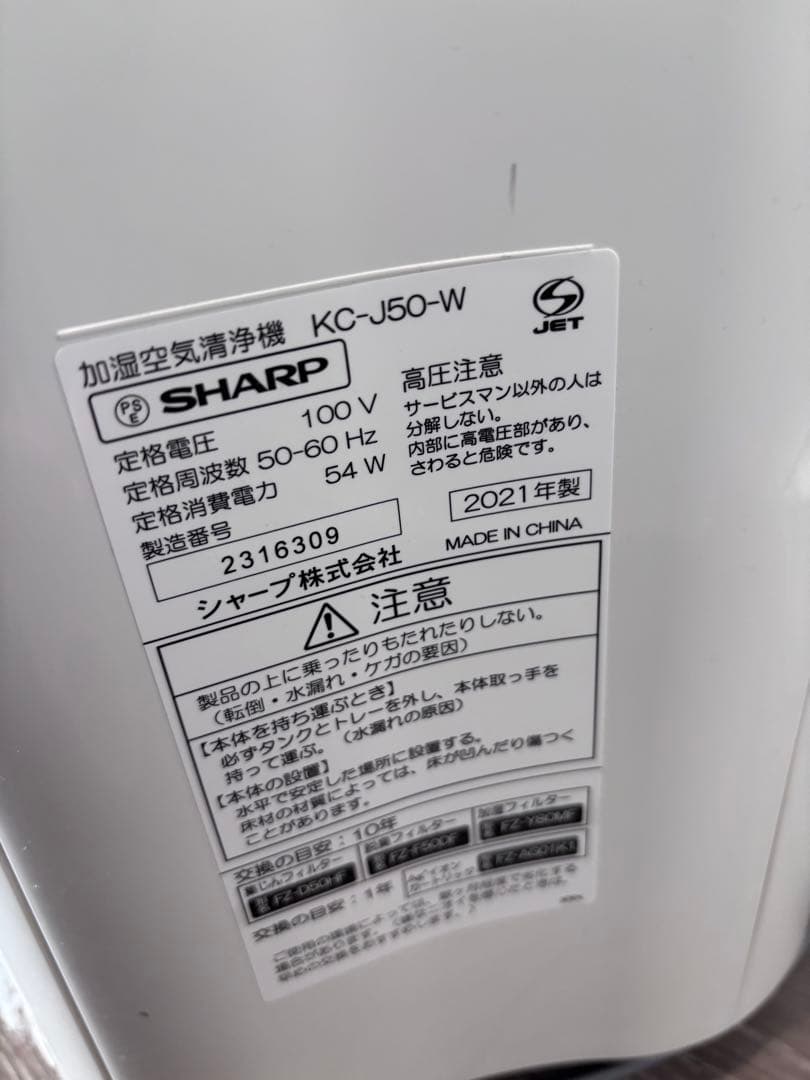 加湿空気清浄機 KC-J50-W
PSE SHARP
JET
定格電圧 100 V
定格周波数 50-60 Hz
定格消費電力 54 W
製造番号
2316309
シャープ株式会社
高圧注意
サービスマン以外の人は
分解しない。
内部に高電圧部があり、
さわると危険です。
2021年製
MADE IN CHINA
注意
製品の上に乗ったりもたれたりしない。
(転倒・水漏れ・ケガの要因)
【本体を持ち運ぶとき】
必ずタンクとトレーを外し、本体取っ手を
持って運ぶ。(水漏れの原因)
【本体の設置】
水平で安定した場所に設置する。
床材の材質によっては、床が凹んだり傷つく
ことがあります。
交換の目安：10年
集じんフィルター
FZ-D50HF
脱臭フィルター
FZ-F50DF
加湿フィルター
FZ-Y80MF
交換の目安：1年
Ag⁺イオン
カートリッジ
FZ-AG01K1